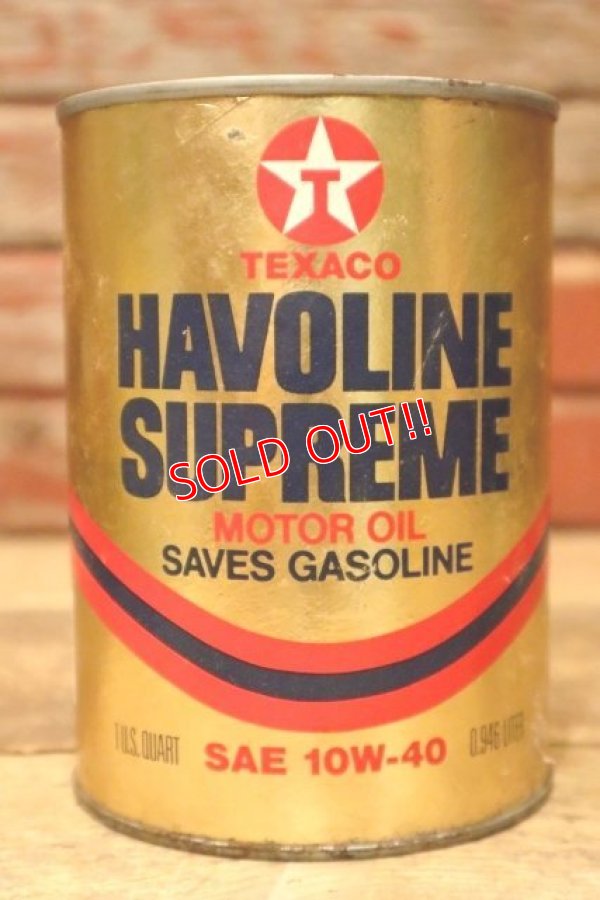 T
TEXACO
HAVOLINE
SUPREME
SOLD OUT!!
MOTOR OIL
SAVES GASOLINE
1 U.S. QUART SAE 10W-40 0.946 LITER